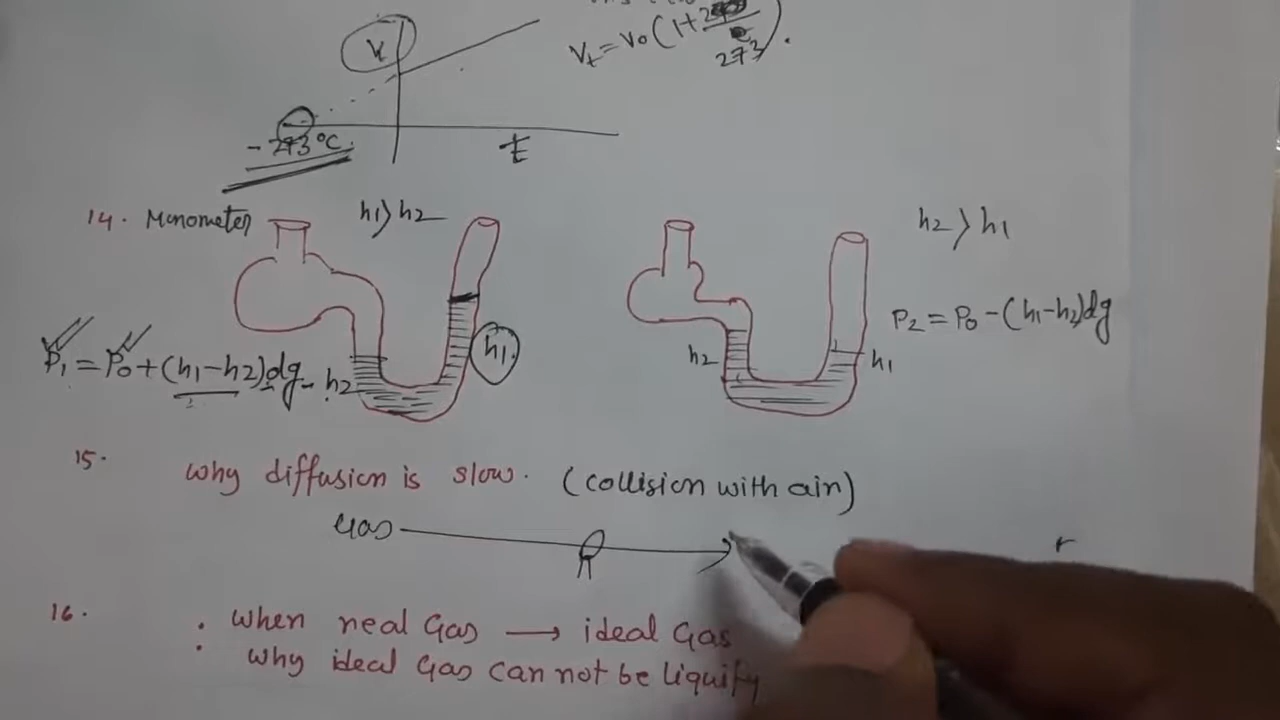 Vt = V0(1+
273).
- 273°C.
t
14. Manometer
h1>h2
h2 > h1
P1 = P0 + (h1-h2)dg - h2
h1
P2 = P0 - (h1-h2)dg
h2
h1
15. why diffusion is slow. (collision with air)
Gas
16. . when real Gas → ideal Gas
. why ideal Gas can not be liquify